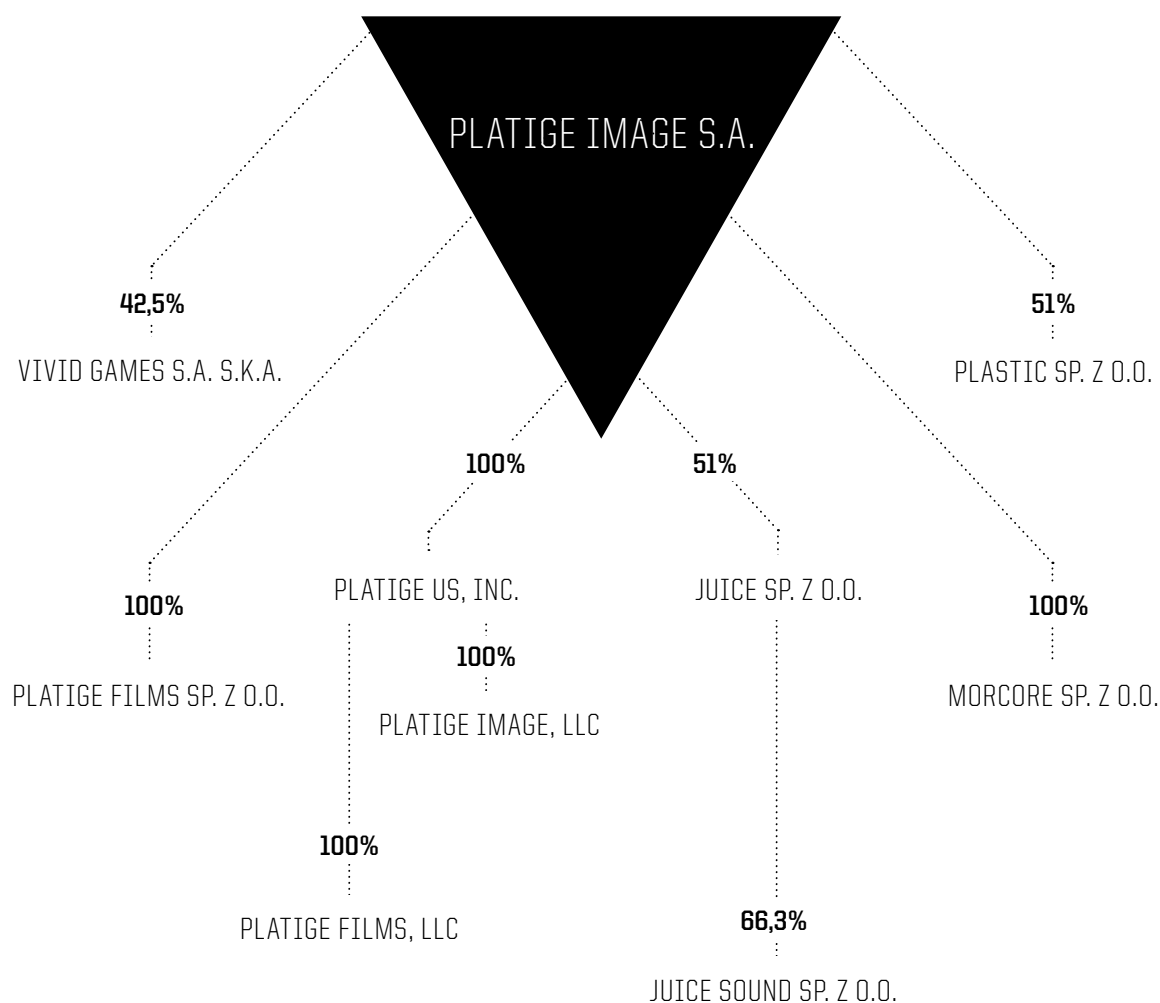 PLATIGE IMAGE S.A.
42,5%
VIVID GAMES S.A. S.K.A.
51%
PLASTIC SP. Z O.O.
100%
51%
PLATIGE US, INC.
JUICE SP. Z O.O.
100%
PLATIGE FILMS SP. Z O.O.
100%
PLATIGE IMAGE, LLC
100%
MORCORE SP. Z O.O.
100%
PLATIGE FILMS, LLC
66,3%
JUICE SOUND SP. Z O.O.